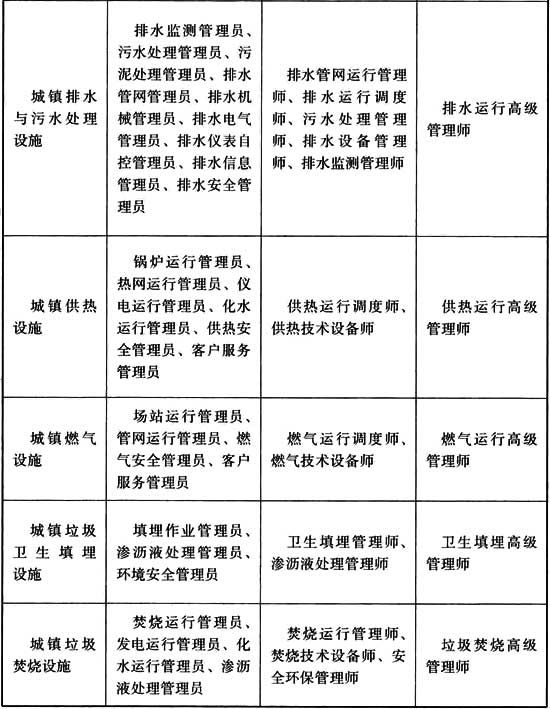 城镇排水
与污水处理
设施
排水监测管理员、
污水处理管理员、污
泥处理管理员、排水
管网管理员、排水机
械管理员、排水电气
管理员、排水仪表自
控管理员、排水信息
管理员、排水安全管
理员
排水管网运行管理
师、排水运行调度
师、污水处理管理
师、排水设备管理
师、排水监测管理师
排水运行高级
管理师
城镇供热
设施
锅炉运行管理员、
热网运行管理员、仪
电运行管理员、化水
运行管理员、供热安
全管理员、客户服务
管理员
供热运行调度师、
供热技术设备师
供热运行高级
管理师
城镇燃气
设施
场站运行管理员、
管网运行管理员、燃
气安全管理员、客户
服务管理员
燃气运行调度师、
燃气技术设备师
燃气运行高级
管理师
城镇垃圾
卫生填埋
设施
填埋作业管理员、
渗沥液处理管理员、
环境安全管理员
卫生填埋管理师、
渗沥液处理管理师
卫生填埋高级
管理师
城镇垃圾
焚烧设施
焚烧运行管理员、
发电运行管理员、化
水运行管理员、渗沥
液处理管理员
焚烧运行管理师、
焚烧技术设备师、安
全环保管理师
垃圾焚烧高级
管理师